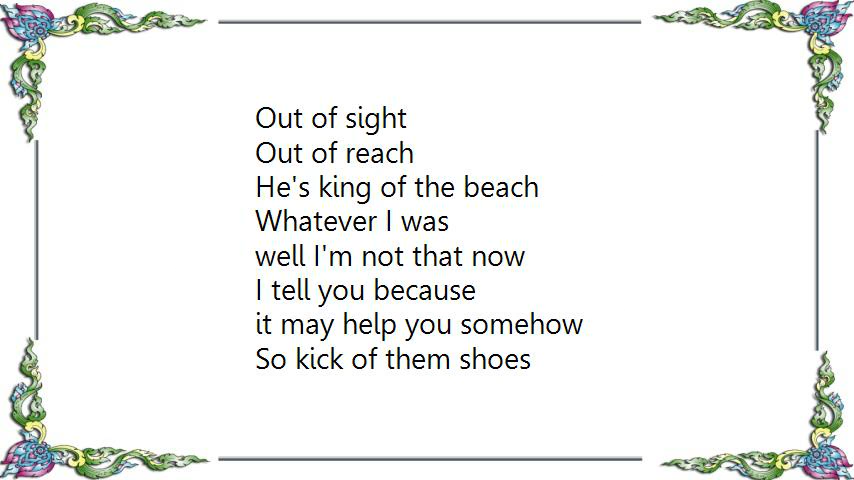 Out of sight
Out of reach
He's king of the beach
Whatever I was
well I'm not that now
I tell you because
it may help you somehow
So kick of them shoes